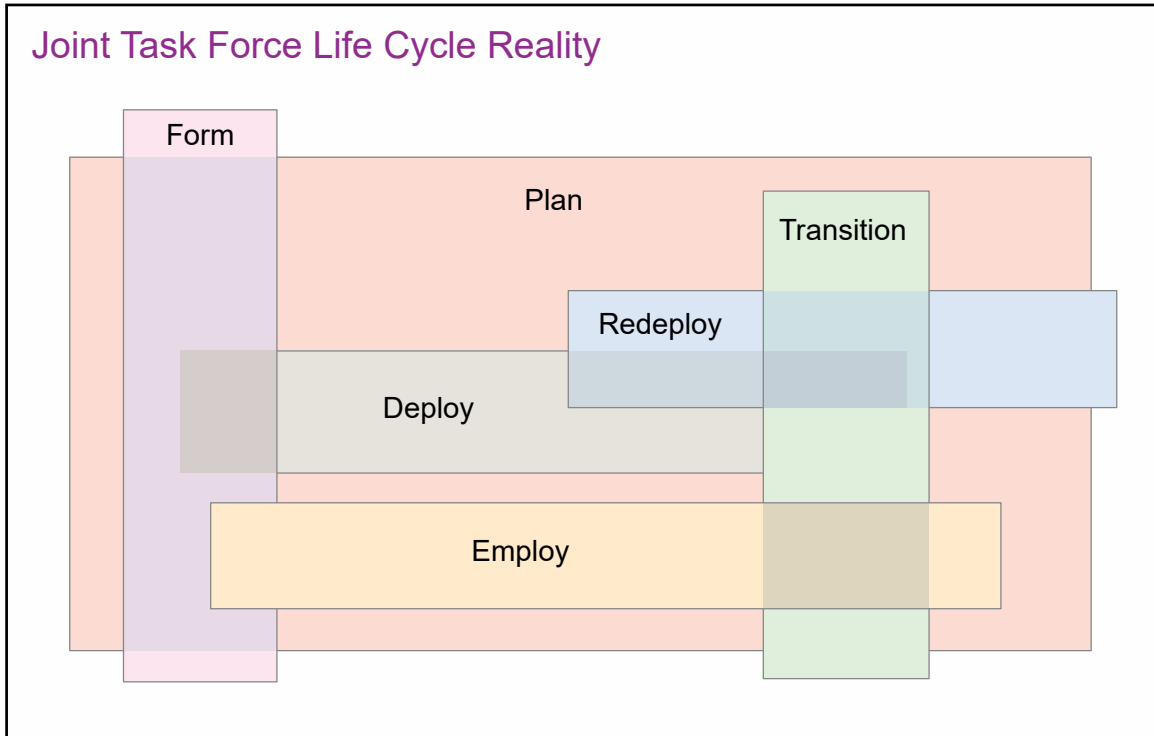 Joint Task Force Life Cycle Reality
Form
Plan
Transition
Redeploy
Deploy
Employ